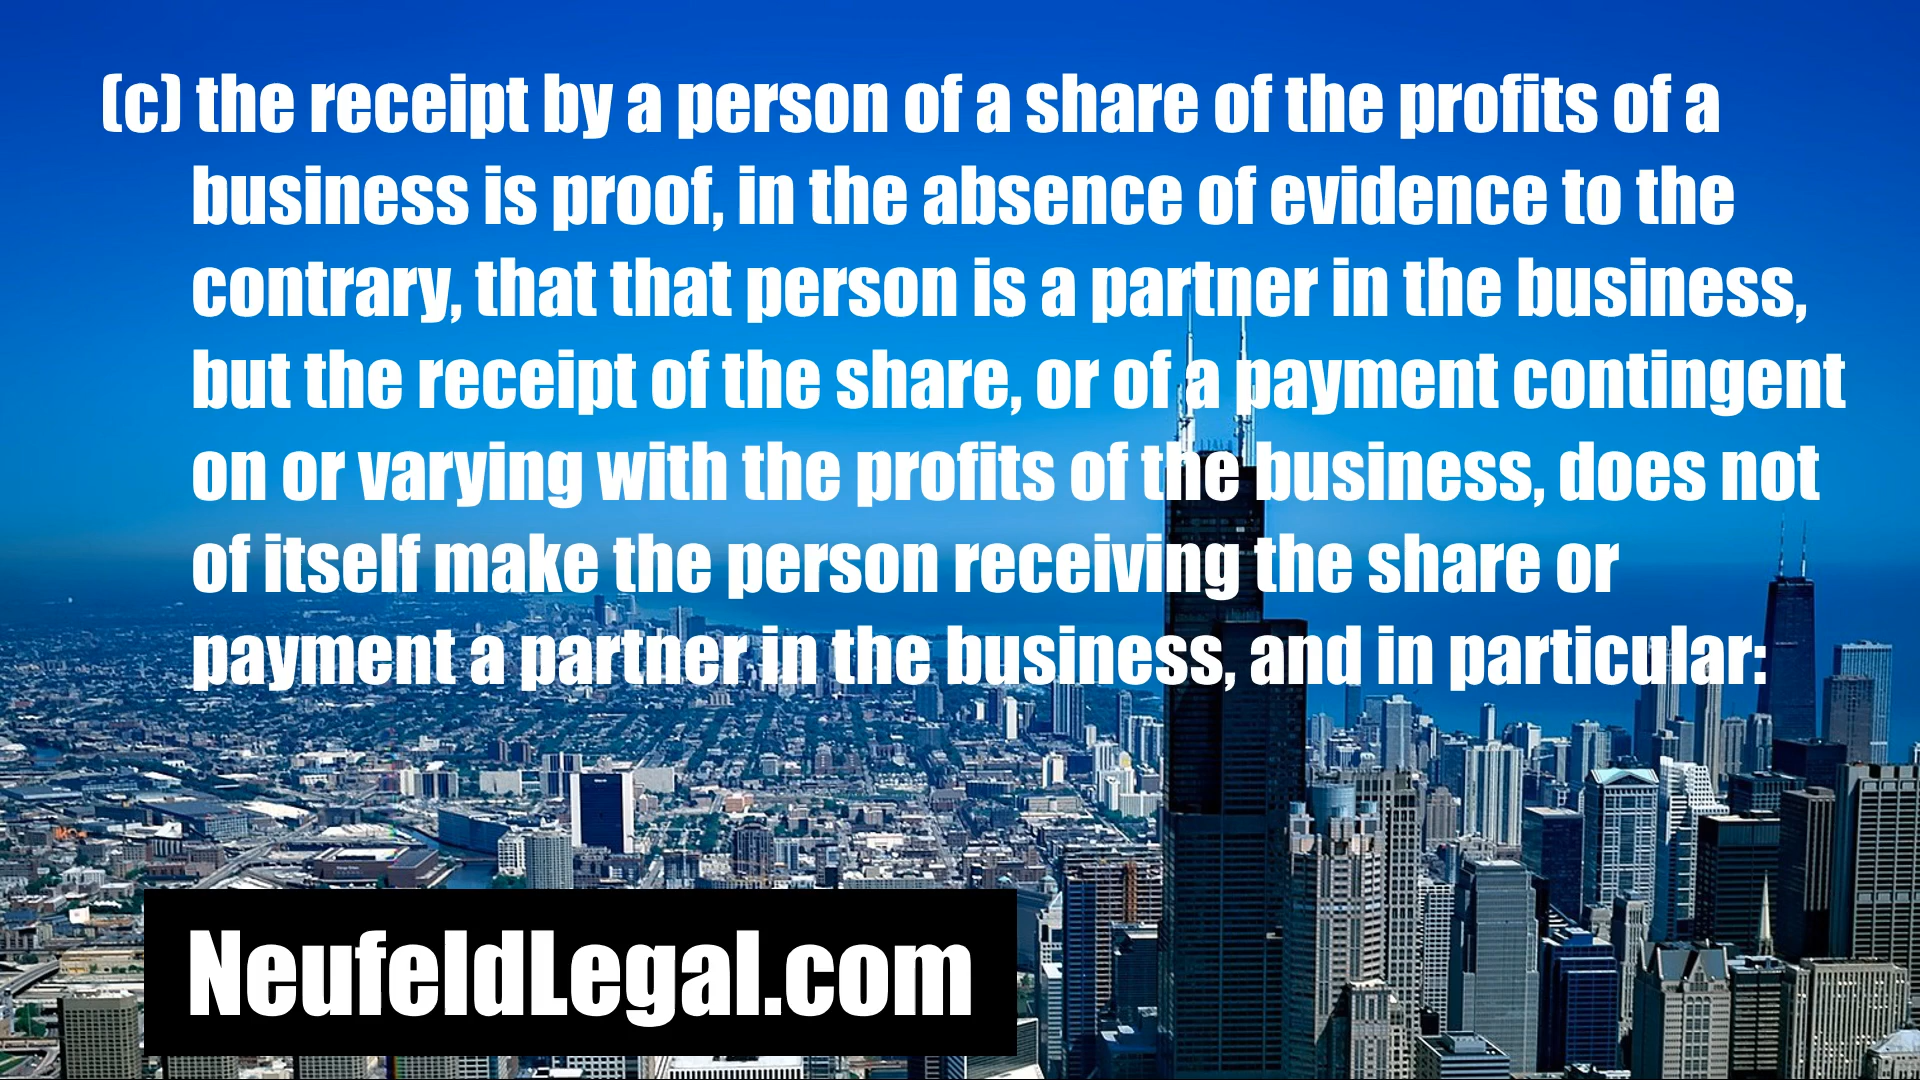 (c) the receipt by a person of a share of the profits of a
business is proof, in the absence of evidence to the
contrary, that that person is a partner in the business,
but the receipt of the share, or of a payment contingent
on or varying with the profits of the business, does not
of itself make the person receiving the share or
payment a partner in the business, and in particular:
NeufeldLegal.com